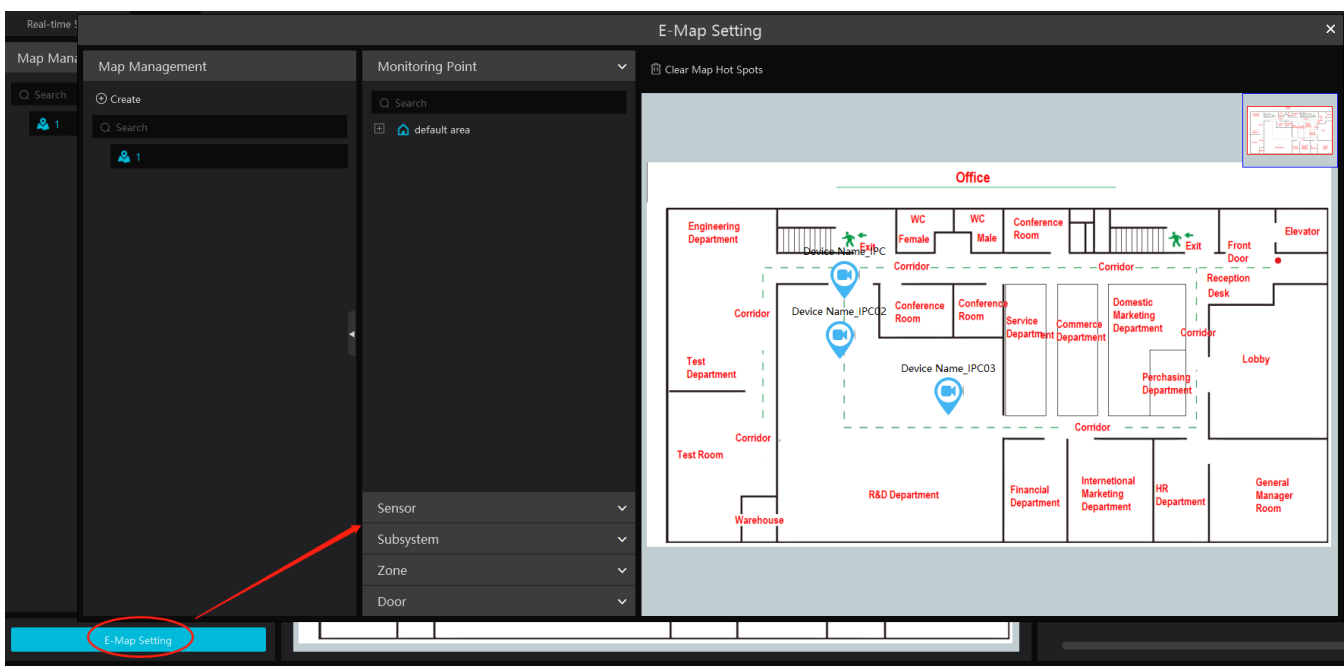 Real-time S
E-Map Setting
Map Mana
Search
1
Map Management
Create
Search
1
Monitoring Point
Search
default area
Sensor
Subsystem
Zone
Door
Clear Map Hot Spots
Office
Engineering
Department
Exit
WC
Female
WC
Male
Conference
Room
Exit
Front
Door
Elevator
Device Name_IPC
Corridor
Corridor
Reception
Desk
Corridor
Device Name_IPC02
Conference
Room
Conference
Room
Service
Department
Commerce
Department
Domestic
Marketing
Department
Corridor
Lobby
Test
Department
Device Name_IPC03
Perchasing
Department
Corridor
Corridor
Test Room
R&D Department
Financial
Department
Internetional
Marketing
Department
HR
Department
General
Manager
Room
Warehouse
E-Map Setting